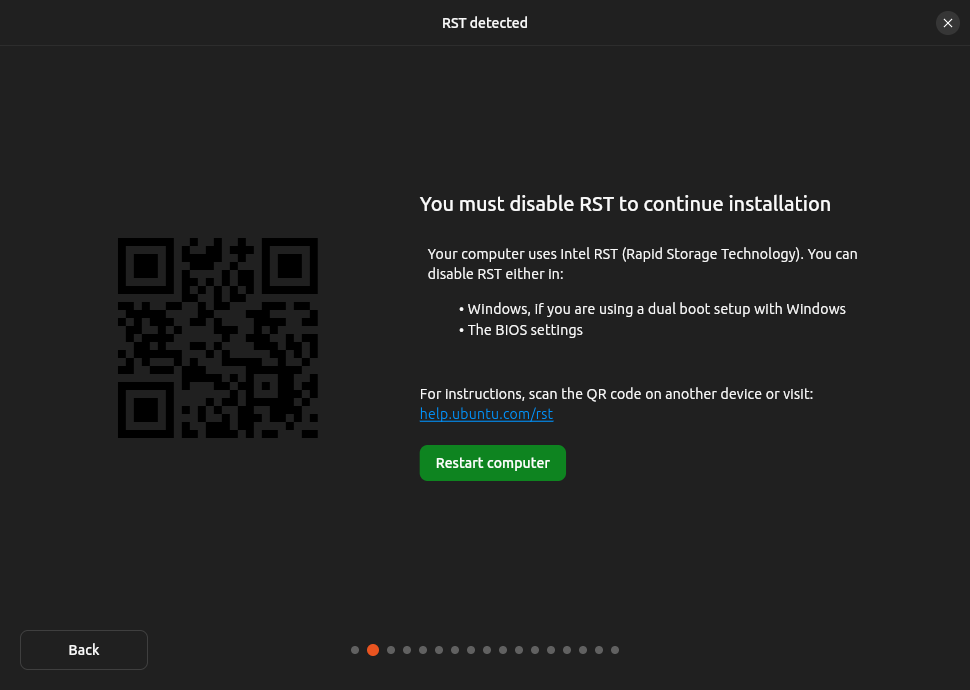 RST detected
You must disable RST to continue installation
Your computer uses Intel RST (Rapid Storage Technology). You can
disable RST either in:
• Windows, if you are using a dual boot setup with Windows
• The BIOS settings
For instructions, scan the QR code on another device or visit:
help.ubuntu.com/rst
Restart computer
Back